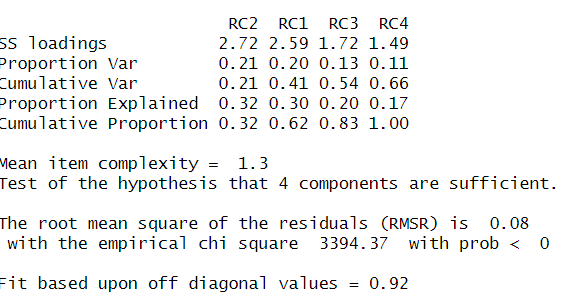 RC2 RC1 RC3 RC4
SS loadings 2.72 2.59 1.72 1.49
Proportion Var 0.21 0.20 0.13 0.11
Cumulative Var 0.21 0.41 0.54 0.66
Proportion Explained 0.32 0.30 0.20 0.17
Cumulative Proportion 0.32 0.62 0.83 1.00
Mean item complexity = 1.3
Test of the hypothesis that 4 components are sufficient.
The root mean square of the residuals (RMSR) is 0.08
with the empirical chi square 3394.37 with prob < 0
Fit based upon off diagonal values = 0.92